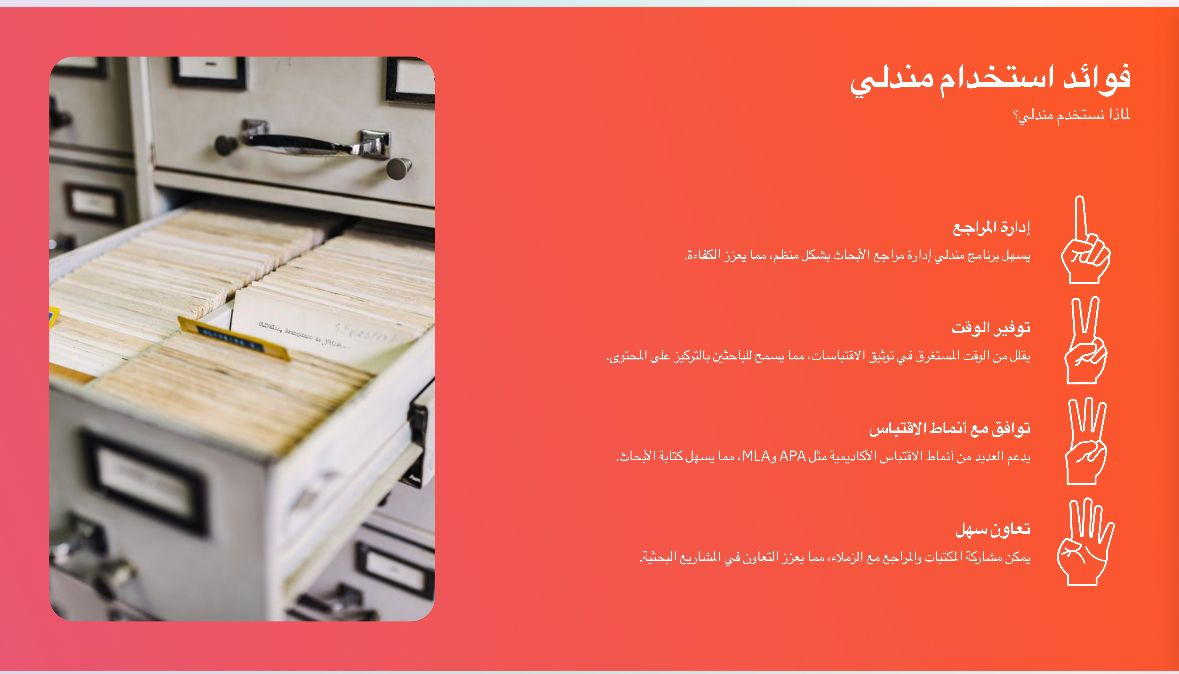 فوائد استخدام مندلي
لماذا نستخدم مندلي؟
إدارة المراجع
يسهل برنامج مندلي إدارة مراجع الأبحاث بشكل منظم، مما يعزز الكفاءة.
توفير الوقت
يقلل من الوقت المستغرق في توثيق الاقتباسات، مما يسمح للباحثين بالتركيز على المحتوى.
توافق مع أنماط الاقتباس
يدعم العديد من أنماط الاقتباس الأكاديمية مثل APA وMLA، مما يسهل كتابة الأبحاث.
تعاون سهل
يمكن مشاركة المكتبات والمراجع مع الزملاء، مما يعزز التعاون في المشاريع البحثية.